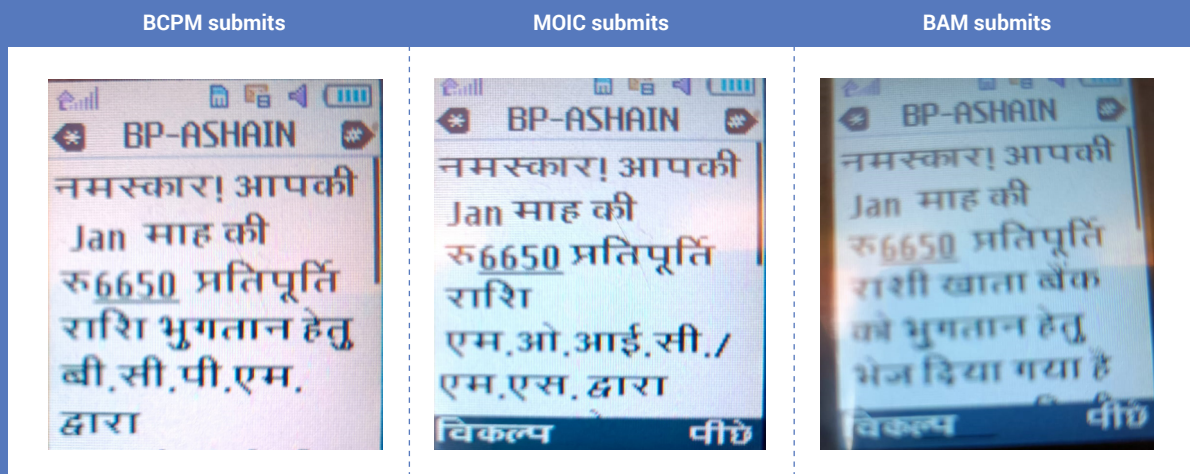 BCPM submits
MOIC submits
BAM submits
BP-ASHAIN
नमस्कार! आपकी
Jan माह की
रु6650 प्रतिपूर्ति
राशि भुगतान हेतु
बी.सी.पी.एम.
द्वारा
BP-ASHAIN
नमस्कार! आपकी
Jan माह की
रु6650 प्रतिपूर्ति
राशि
एम.ओ.आई.सी./
एम.एस. द्वारा
विकल्प पीछे
BP-ASHAIN
नमस्कार! आपकी
Jan माह की
रु6650 प्रतिपूर्ति
राशी खाता बैंक
को भुगतान हेतु
भेज दिया गया है
विकल्प पीछे